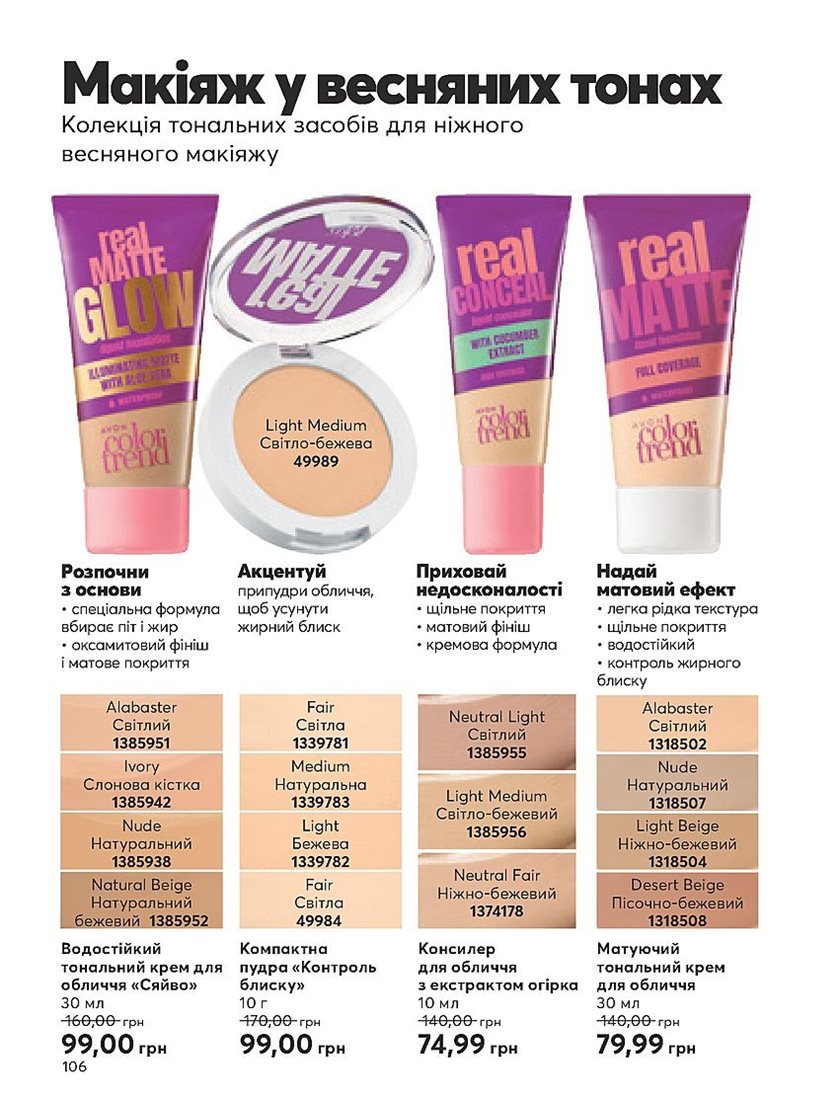 Макіяж у весняних тонах
Колекція тональних засобів для ніжного
весняного макіяжу
real
MATTE
GLOW
liquid foundation
ILLUMINATING MATTE
WITH ALOE VERA
& WATERPROOF
AVON
color
trend
real
MATTE
Light Medium
Світло-бежева
49989
real
CONCEAL
liquid concealer
WITH CUCUMBER
EXTRACT
AVON
color
trend
real
MATTE
liquid foundation
FULL COVERAGE
& WATERPROOF
AVON
color
trend
Розпочни
з основи
• спеціальна формула
вбирає піт і жир
• оксамитовий фініш
і матове покриття
Акцентуй
припудри обличчя,
щоб усунути
жирний блиск
Приховай
недосконалості
• щільне покриття
• матовий фініш
• кремова формула
Надай
матовий ефект
• легка рідка текстура
• щільне покриття
• водостійкий
• контроль жирного
блиску
Alabaster
Світлий
1385951
Ivory
Слонова кістка
1385942
Nude
Натуральний
1385938
Natural Beige
Натуральний
бежевий 1385952
Fair
Світла
1339781
Medium
Натуральна
1339783
Light
Бежева
1339782
Fair
Світла
49984
Neutral Light
Світлий
1385955
Light Medium
Світло-бежевий
1385956
Neutral Fair
Ніжно-бежевий
1374178
Alabaster
Світлий
1318502
Nude
Натуральний
1318507
Light Beige
Ніжно-бежевий
1318504
Desert Beige
Пісочно-бежевий
1318508
Водостійкий
тональний крем для
обличчя «Сяйво»
30 мл
160,00 грн
99,00 грн
Компактна
пудра «Контроль
блиску»
10 г
170,00 грн
99,00 грн
Консилер
для обличчя
з екстрактом огірка
10 мл
140,00 грн
74,99 грн
Матуючий
тональний крем
для обличчя
30 мл
140,00 грн
79,99 грн
106